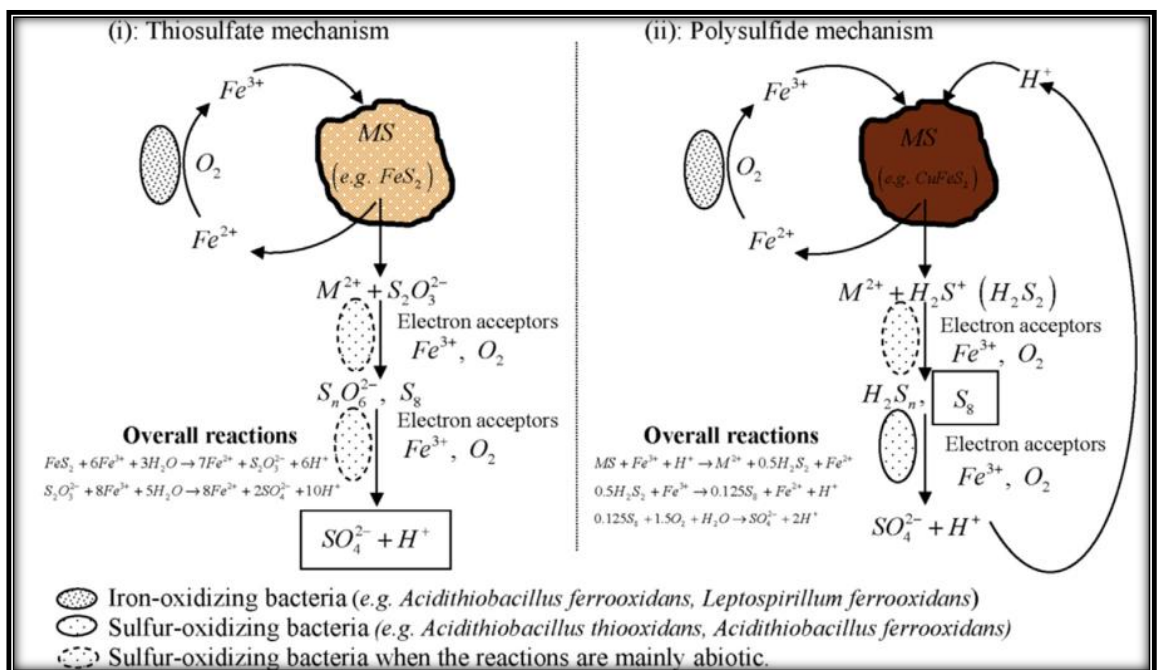 (i): Thiosulfate mechanism
Fe³⁺
MS
(e.g. FeS₂)
O₂
Fe²⁺
M²⁺ + S₂O₃²⁻
Electron acceptors
Fe³⁺, O₂
SₙO₆²⁻ , S₈
Electron acceptors
Fe³⁺, O₂
Overall reactions
FeS₂ + 6Fe³⁺ + 3H₂O → 7Fe²⁺ + S₂O₃²⁻ + 6H⁺
S₂O₃²⁻ + 8Fe³⁺ + 5H₂O → 8Fe²⁺ + 2SO₄²⁻ + 10H⁺
SO₄²⁻ + H⁺
(ii): Polysulfide mechanism
Fe³⁺
H⁺
MS
(e.g. CuFeS₂)
O₂
Fe²⁺
M²⁺ + H₂S⁺ (H₂S₂)
Electron acceptors
Fe³⁺, O₂
H₂Sₙ, S₈
Electron acceptors
Fe³⁺, O₂
Overall reactions
MS + Fe³⁺ + H⁺ → M²⁺ + 0.5H₂S₂ + Fe²⁺
0.5H₂S₂ + Fe³⁺ → 0.125S₈ + Fe²⁺ + H⁺
0.125S₈ + 1.5O₂ + H₂O → SO₄²⁻ + 2H⁺
SO₄²⁻ + H⁺
Iron-oxidizing bacteria (e.g. Acidithiobacillus ferrooxidans, Leptospirillum ferrooxidans)
Sulfur-oxidizing bacteria (e.g. Acidithiobacillus thiooxidans, Acidithiobacillus ferrooxidans)
Sulfur-oxidizing bacteria when the reactions are mainly abiotic.